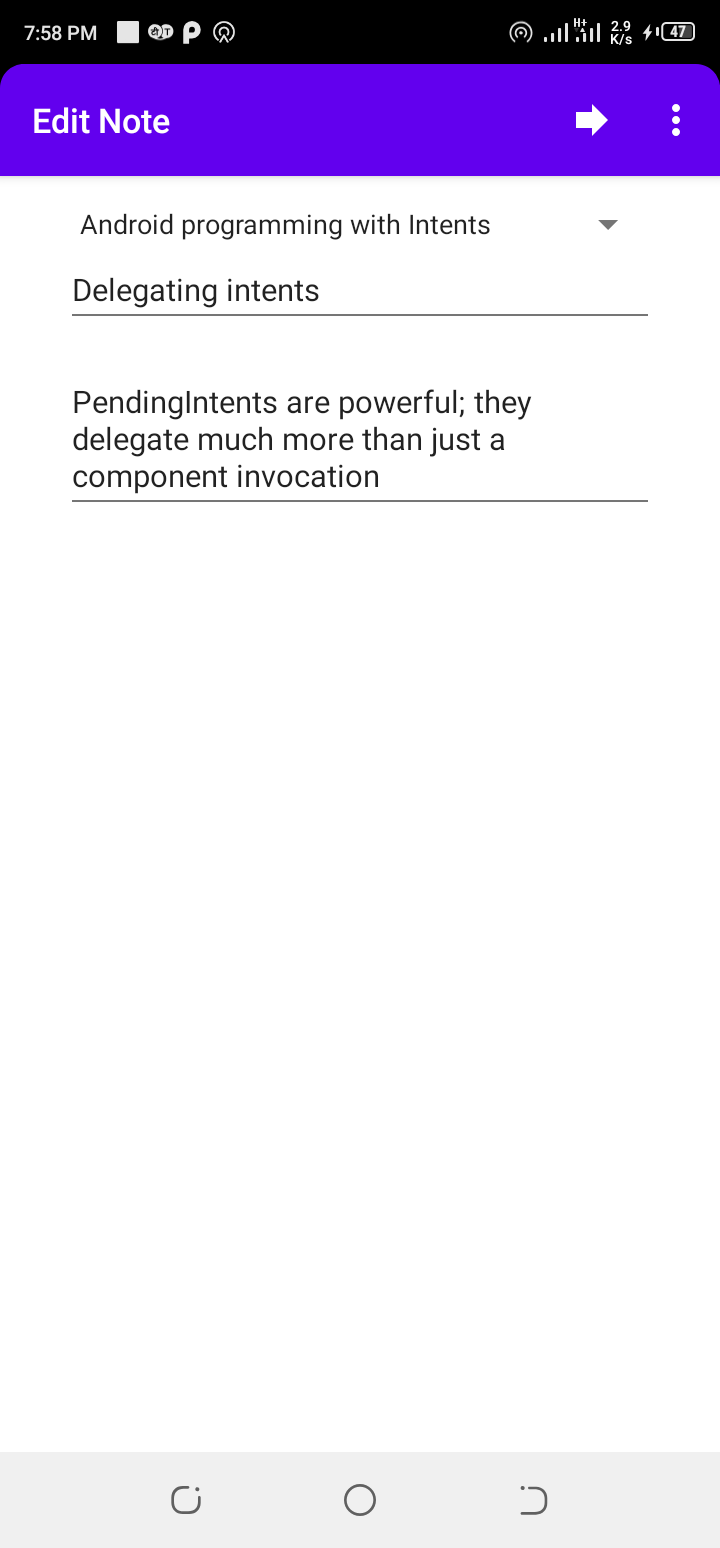 7:58 PM
H+
2.9
K/s
47
Edit Note
Android programming with Intents
Delegating intents
PendingIntents are powerful; they
delegate much more than just a
component invocation